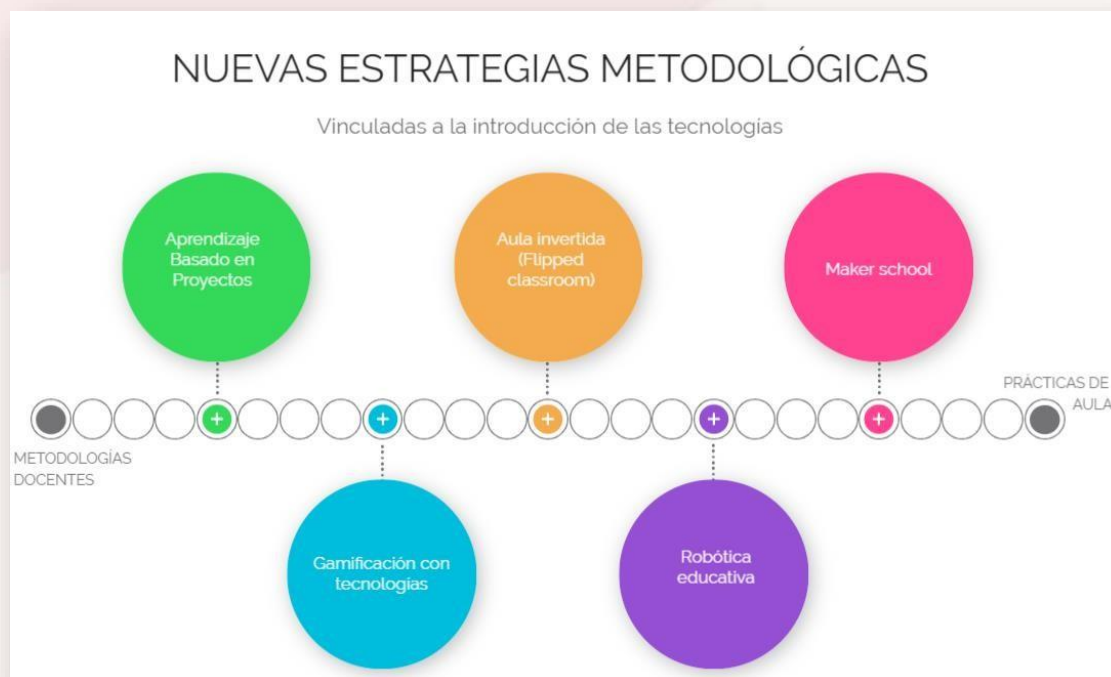 NUEVAS ESTRATEGIAS METODOLÓGICAS
Vinculadas a la introducción de las tecnologías
Aprendizaje
Basado en
Proyectos
Aula invertida
(Flipped
classroom)
Maker school
PRÁCTICAS DE
AULA
+
+
+
+
+
METODOLOGÍAS
DOCENTES
Gamificación con
tecnologías
Robótica
educativa